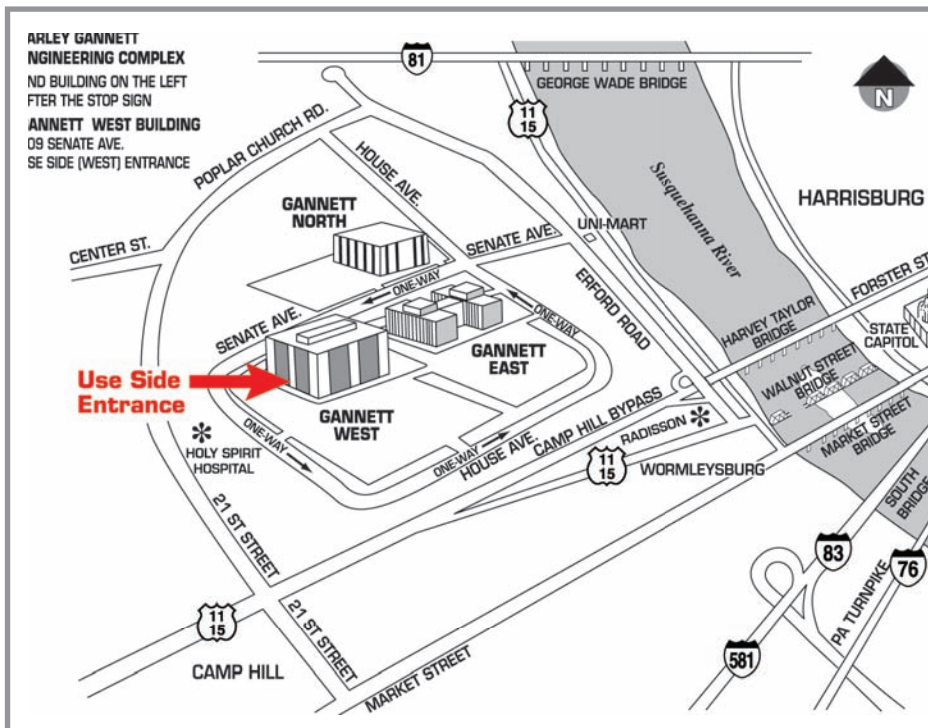 ARLEY GANNETT
NGINEERING COMPLEX
ND BUILDING ON THE LEFT
FTER THE STOP SIGN
ANNETT WEST BUILDING
09 SENATE AVE.
SE SIDE (WEST) ENTRANCE
81
GEORGE WADE BRIDGE
11
15
N
POPLAR CHURCH RD.
HOUSE AVE.
Susquehanna River
HARRISBURG
GANNETT
NORTH
UNI-MART
SENATE AVE.
CENTER ST.
ERFORD ROAD
FORSTER ST
ONE-WAY
SENATE AVE.
ONE-WAY
HARVEY TAYLOR
BRIDGE
STATE
CAPITOL
GANNETT
EAST
WALNUT STREET
BRIDGE
Use Side
Entrance
GANNETT
WEST
CAMP HILL BYPASS
RADISSON
MARKET STREET
BRIDGE
HOLY SPIRIT
HOSPITAL
ONE-WAY
ONE-WAY
HOUSE AVE.
11
15
WORMLEYSBURG
SOUTH
BRIDGE
21 ST STREET
83
76
PA TURNPIKE
11
15
21 ST STREET
581
CAMP HILL
MARKET STREET